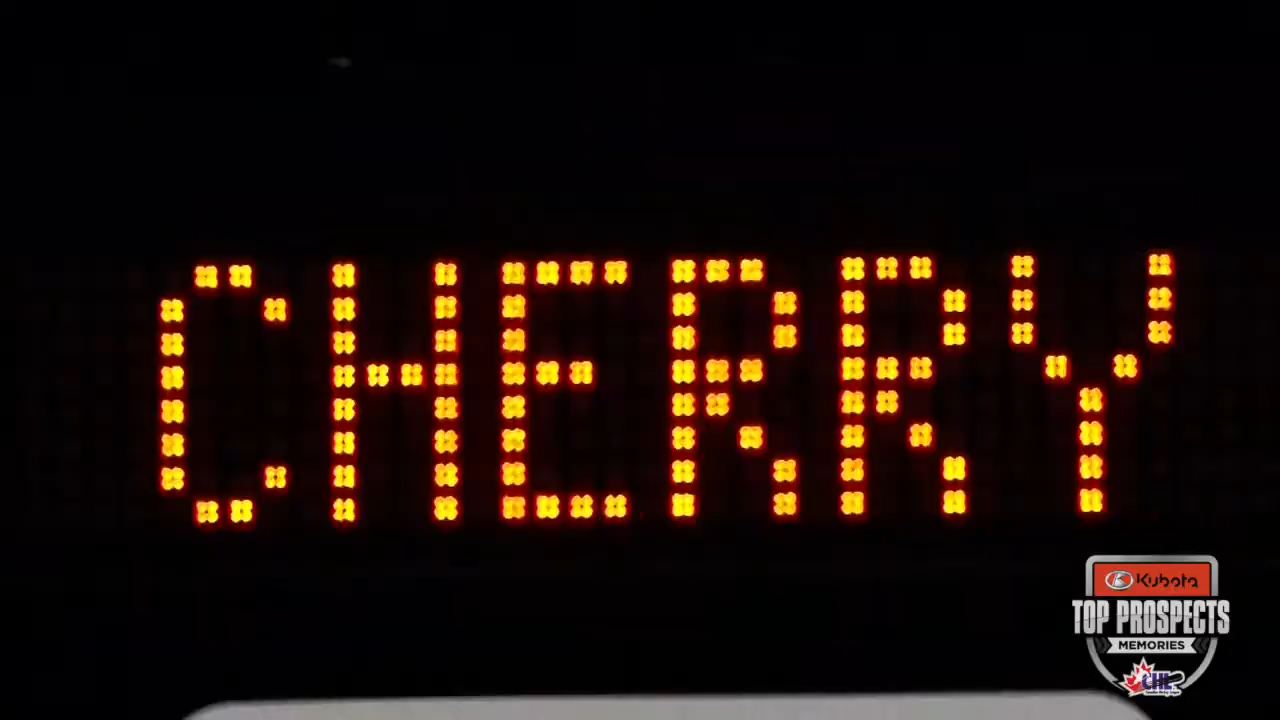 CHERRY
Kubota
TOP PROSPECTS
MEMORIES
CHL